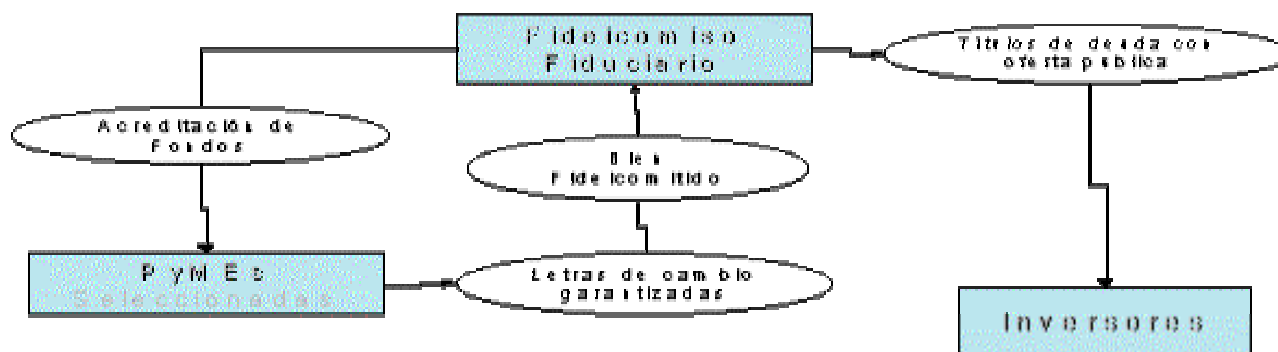 Fideicomiso
Fiduciario
Títulos de deuda con
oferta pública
Acreditación de
Fondos
Bien
Fideicomitido
PyMEs
Seleccionadas
Letras de cambio
garantizadas
Inversores